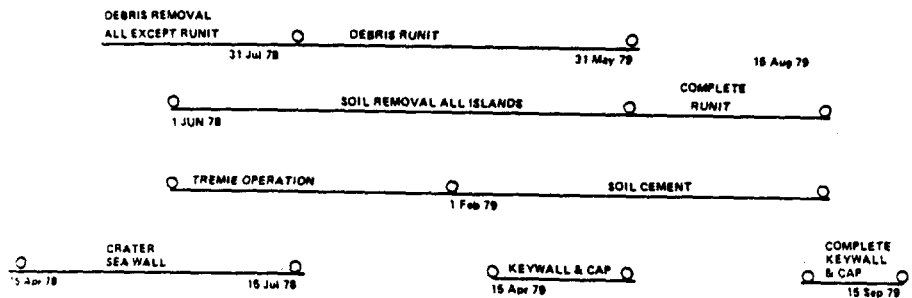 DEBRIS REMOVAL
ALL EXCEPT RUNIT
DEBRIS RUNIT
31 Jul 78
31 May 79
15 Aug 79
SOIL REMOVAL ALL ISLANDS
COMPLETE
RUNIT
1 JUN 78
TREMIE OPERATION
SOIL CEMENT
1 Feb 79
CRATER
SEA WALL
15 Apr 78
15 Jul 78
KEYWALL & CAP
15 Apr 79
COMPLETE
KEYWALL
& CAP
15 Sep 79